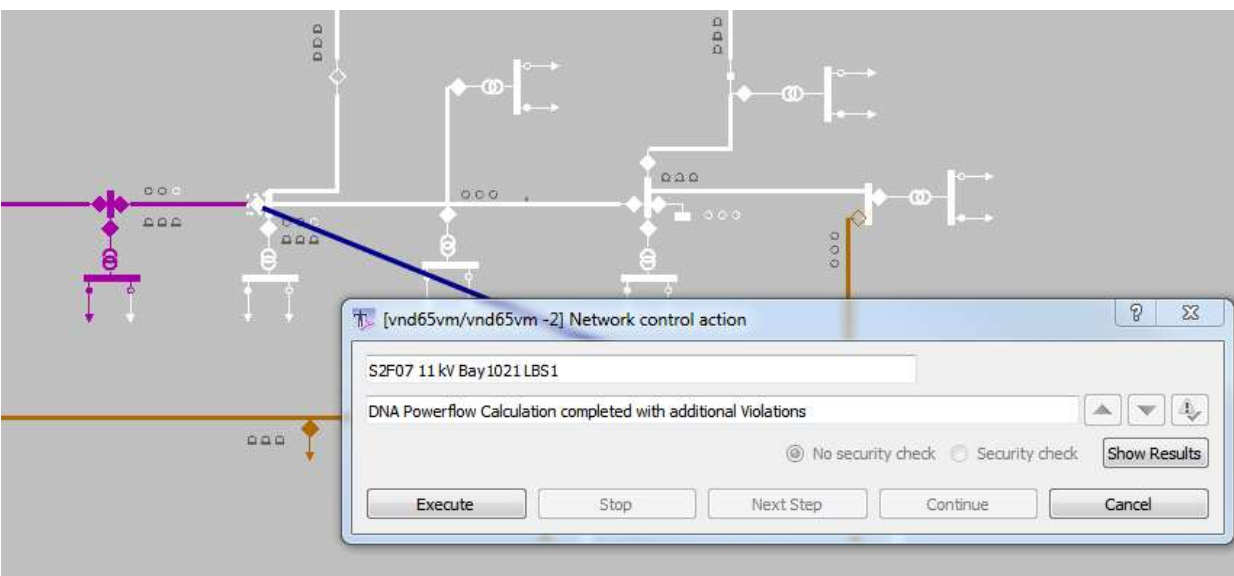 [vnd65vm/vnd65vm -2] Network control action
S2F07 11 kV Bay1021 LBS1
DNA Powerflow Calculation completed with additional Violations
No security check Security check Show Results
Execute Stop Next Step Continue Cancel